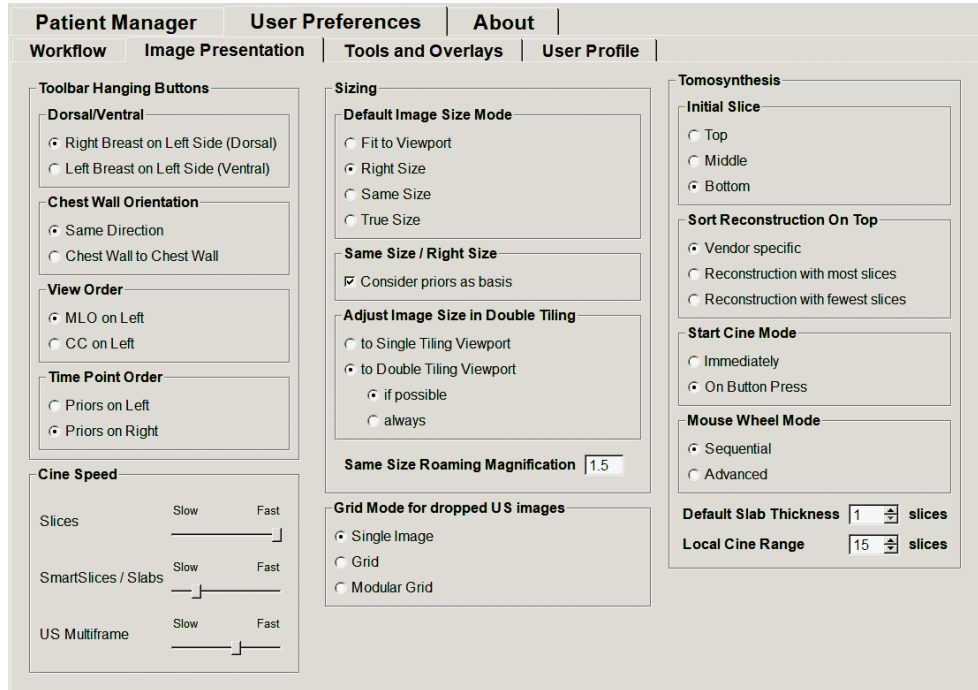 Patient Manager User Preferences About
Workflow Image Presentation Tools and Overlays User Profile
Toolbar Hanging Buttons
Dorsal/Ventral
Right Breast on Left Side (Dorsal)
Left Breast on Left Side (Ventral)
Chest Wall Orientation
Same Direction
Chest Wall to Chest Wall
View Order
MLO on Left
CC on Left
Time Point Order
Priors on Left
Priors on Right
Cine Speed
Slices Slow Fast
SmartSlices / Slabs Slow Fast
US Multiframe Slow Fast
Sizing
Default Image Size Mode
Fit to Viewport
Right Size
Same Size
True Size
Same Size / Right Size
Consider priors as basis
Adjust Image Size in Double Tiling
to Single Tiling Viewport
to Double Tiling Viewport
if possible
always
Same Size Roaming Magnification 1.5
Grid Mode for dropped US images
Single Image
Grid
Modular Grid
Tomosynthesis
Initial Slice
Top
Middle
Bottom
Sort Reconstruction On Top
Vendor specific
Reconstruction with most slices
Reconstruction with fewest slices
Start Cine Mode
Immediately
On Button Press
Mouse Wheel Mode
Sequential
Advanced
Default Slab Thickness 1 slices
Local Cine Range 15 slices